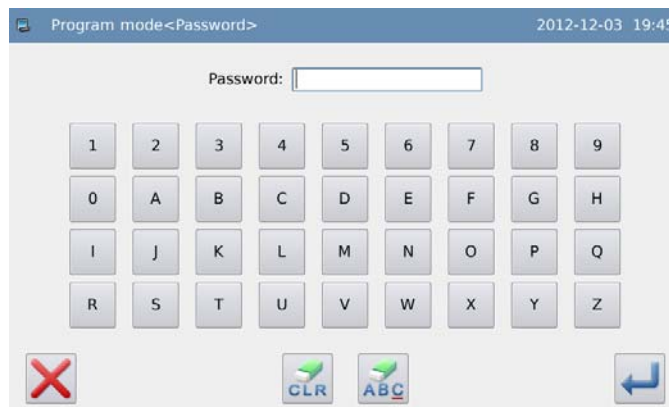 Program mode<Password> 2012-12-03 19:45
Password:
1 2 3 4 5 6 7 8 9
0 A B C D E F G H
I J K L M N O P Q
R S T U V W X Y Z
CLR ABC